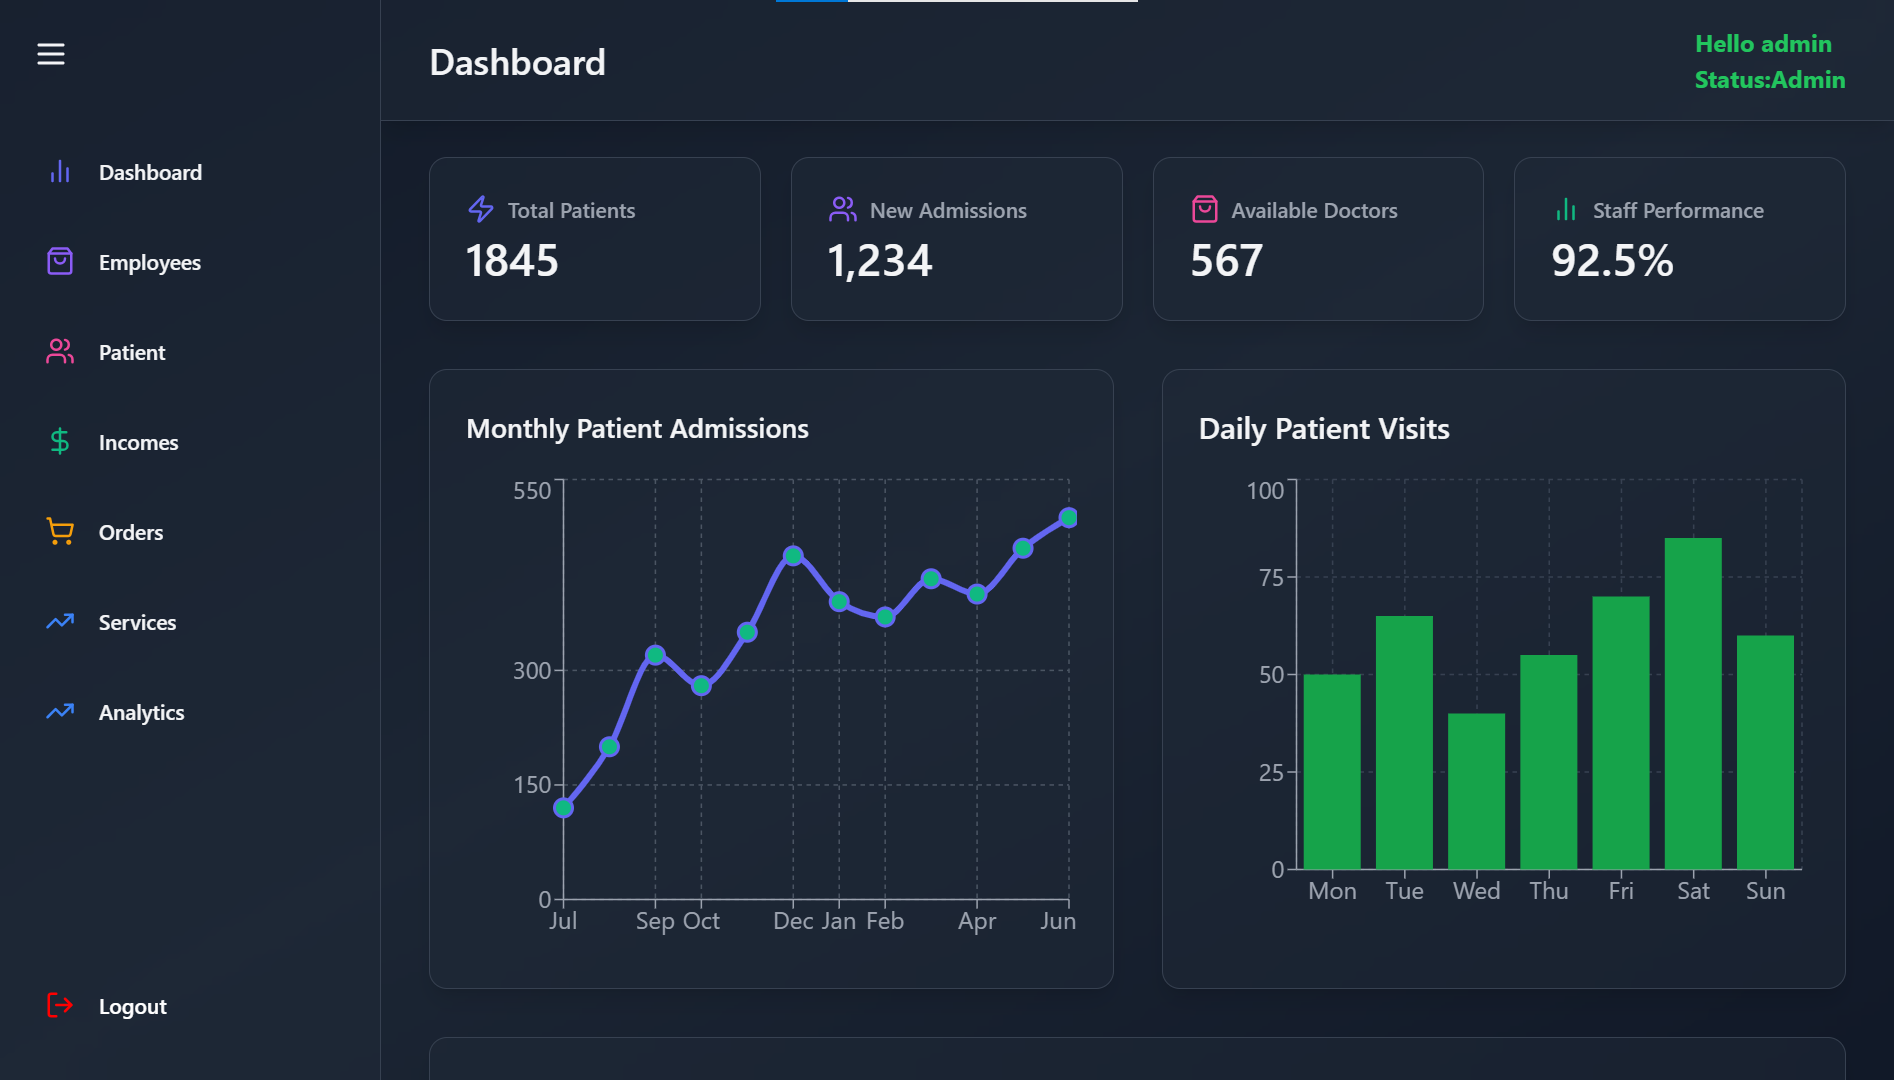 Dashboard
Hello admin
Status:Admin
Dashboard
Employees
Patient
Incomes
Orders
Services
Analytics
Logout
Total Patients
1845
New Admissions
1,234
Available Doctors
567
Staff Performance
92.5%
Monthly Patient Admissions
550
300
150
0
Jul Sep Oct Dec Jan Feb Apr Jun
Daily Patient Visits
100
75
50
25
0
Mon Tue Wed Thu Fri Sat Sun